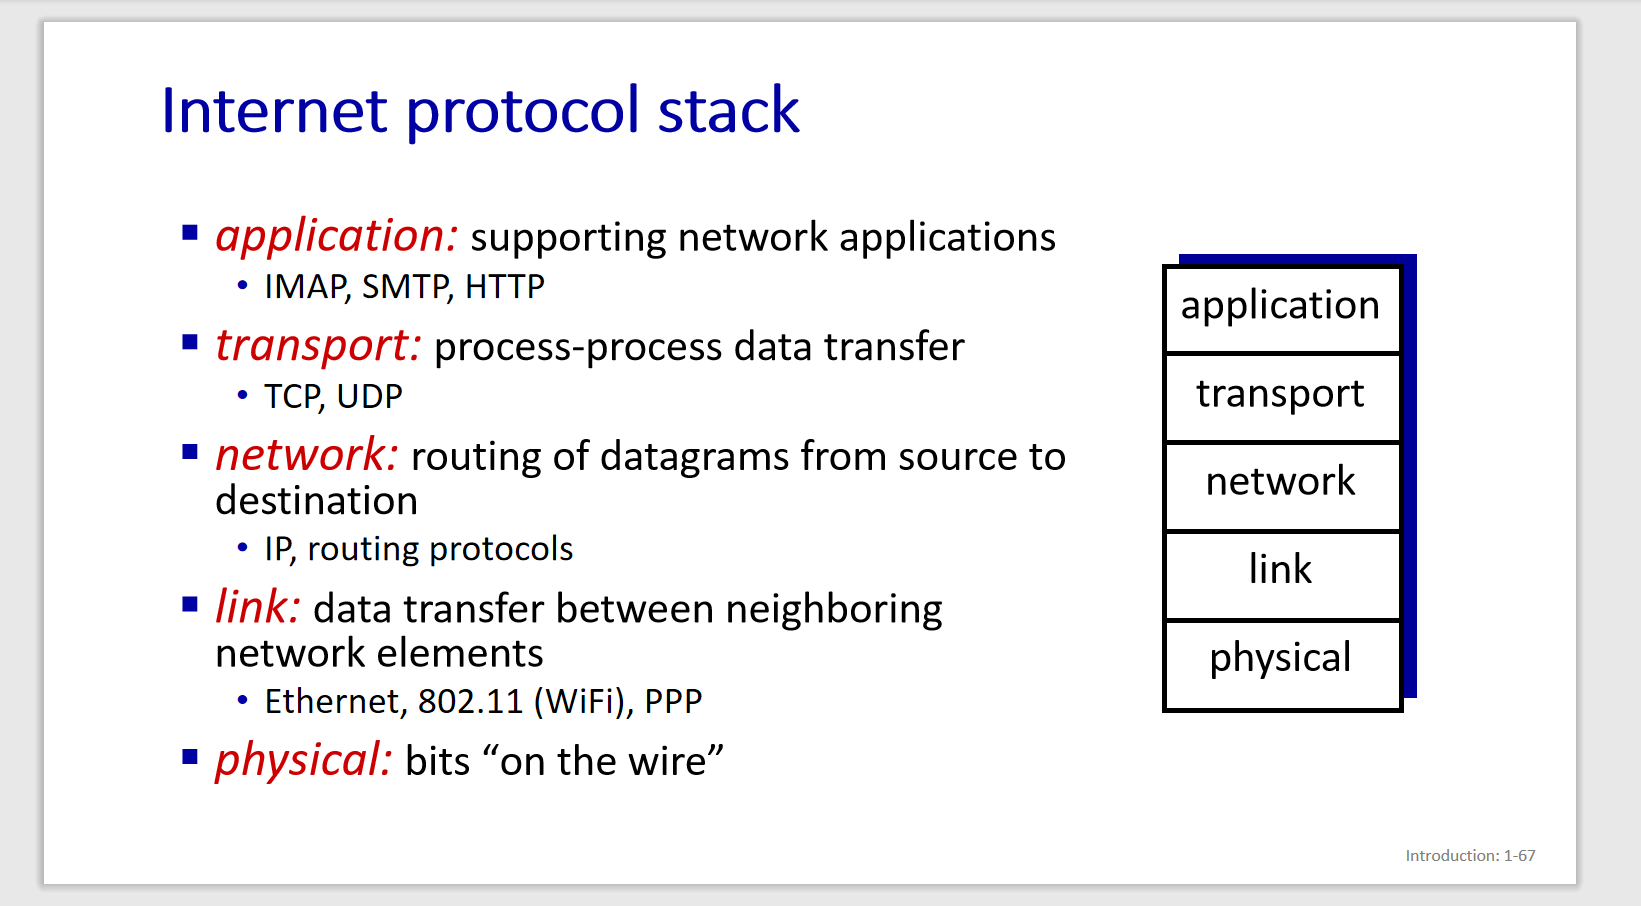 Internet protocol stack
▪ application: supporting network applications
• IMAP, SMTP, HTTP
▪ transport: process-process data transfer
• TCP, UDP
▪ network: routing of datagrams from source to
destination
• IP, routing protocols
▪ link: data transfer between neighboring
network elements
• Ethernet, 802.11 (WiFi), PPP
▪ physical: bits “on the wire”
application
transport
network
link
physical
Introduction: 1-67